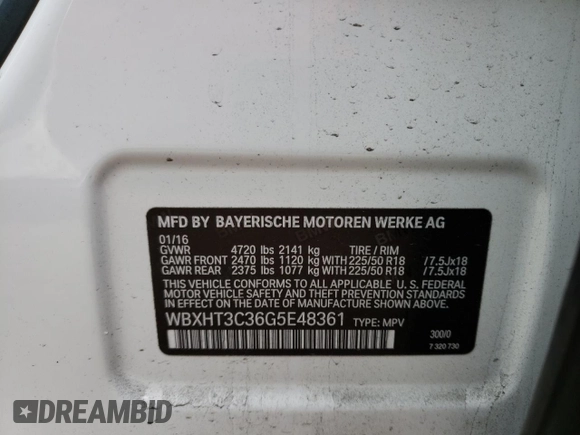 MFD BY BAYERISCHE MOTOREN WERKE AG
01/16
GVWR 4720 lbs 2141 kg TIRE / RIM
GAWR FRONT 2470 lbs 1120 kg WITH 225/50 R18 /7.5Jx18
GAWR REAR 2375 lbs 1077 kg WITH 225/50 R18 /7.5Jx18
THIS VEHICLE CONFORMS TO ALL APPLICABLE U. S. FEDERAL
MOTOR VEHICLE SAFETY, BUMPER, AND THEFT PREVENTION
STANDARDS IN EFFECT ON THE DATE OF MANUFACTURE SHOWN ABOVE.
WBXHT3C36G5E48361 TYPE: MPV
300/0
7 320 730
DREAMBID